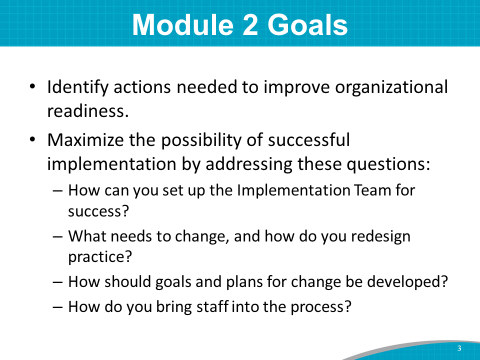 Module 2 Goals
• Identify actions needed to improve organizational
readiness.
• Maximize the possibility of successful
implementation by addressing these questions:
– How can you set up the Implementation Team for
success?
– What needs to change, and how do you redesign
practice?
– How should goals and plans for change be developed?
– How do you bring staff into the process?
3